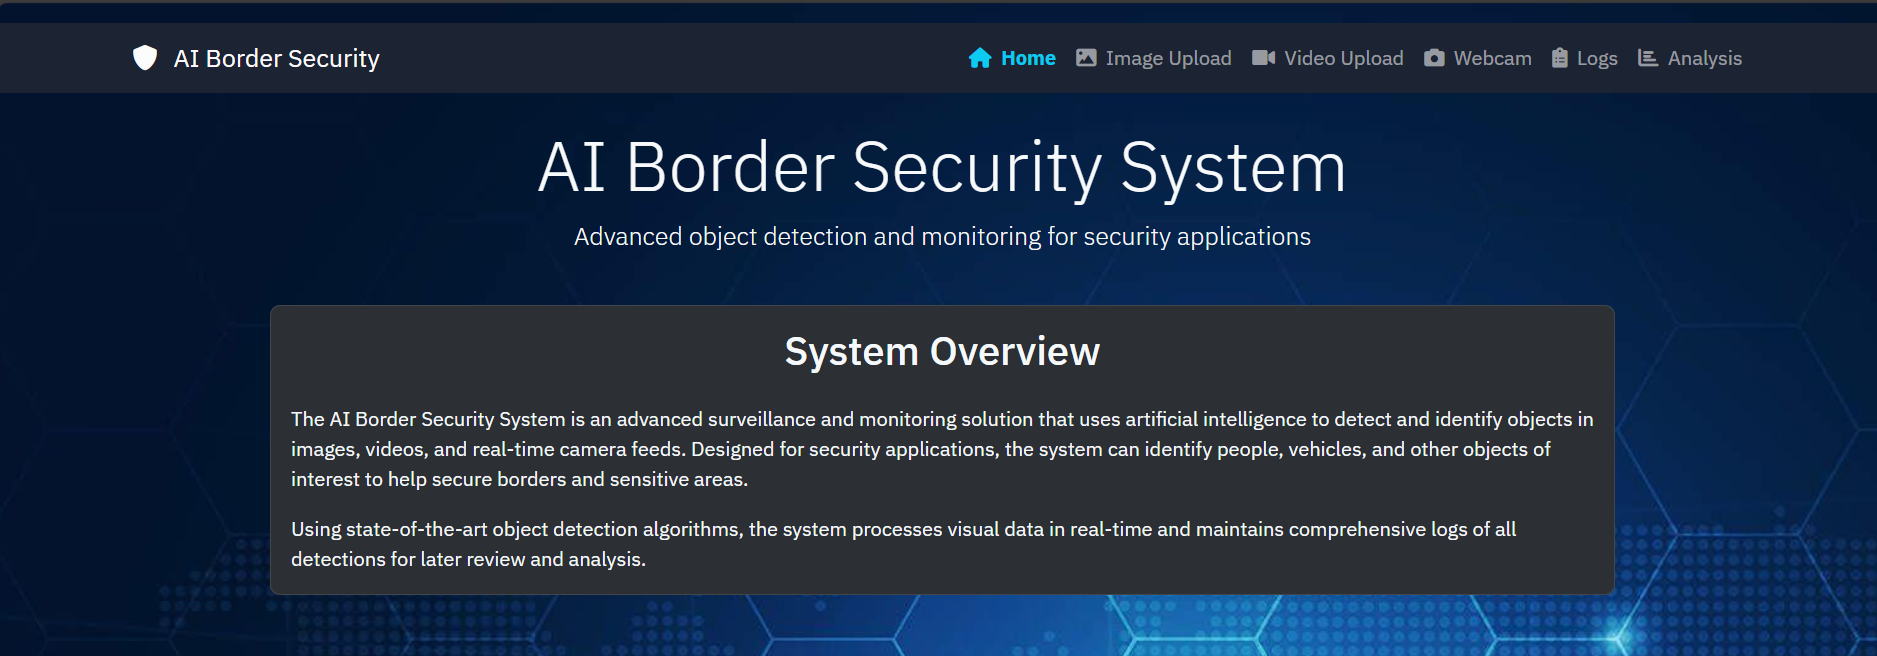 AI Border Security
Home Image Upload Video Upload Webcam Logs Analysis
AI Border Security System
Advanced object detection and monitoring for security applications
System Overview
The AI Border Security System is an advanced surveillance and monitoring solution that uses artificial intelligence to detect and identify objects in
images, videos, and real-time camera feeds. Designed for security applications, the system can identify people, vehicles, and other objects of
interest to help secure borders and sensitive areas.
Using state-of-the-art object detection algorithms, the system processes visual data in real-time and maintains comprehensive logs of all
detections for later review and analysis.